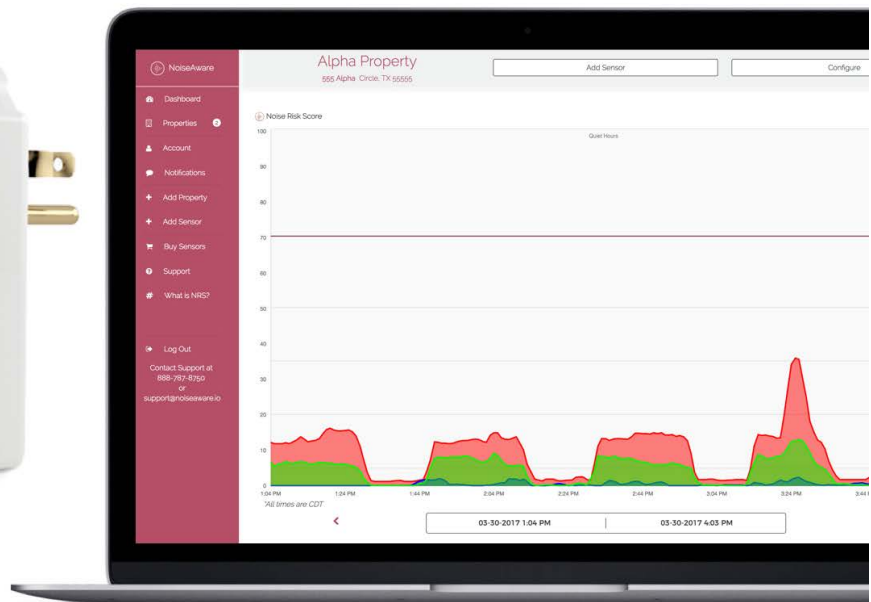 NoiseAware
Dashboard
Properties 2
Account
Notifications
Add Property
Add Sensor
Buy Sensors
Support
What is NRS?
Log Out
Contact Support at
888-787-8750
or
support@noiseaware.io
Alpha Property
555 Alpha Circle, TX 55555
Add Sensor
Configure
Noise Risk Score
Quiet Hours
100
90
80
70
60
50
40
30
20
10
0
1:04 PM 1:24 PM 1:44 PM 2:04 PM 2:24 PM 2:44 PM 3:04 PM 3:24 PM 3:44
*All times are CDT
03-30-2017 1:04 PM | 03-30-2017 4:03 PM